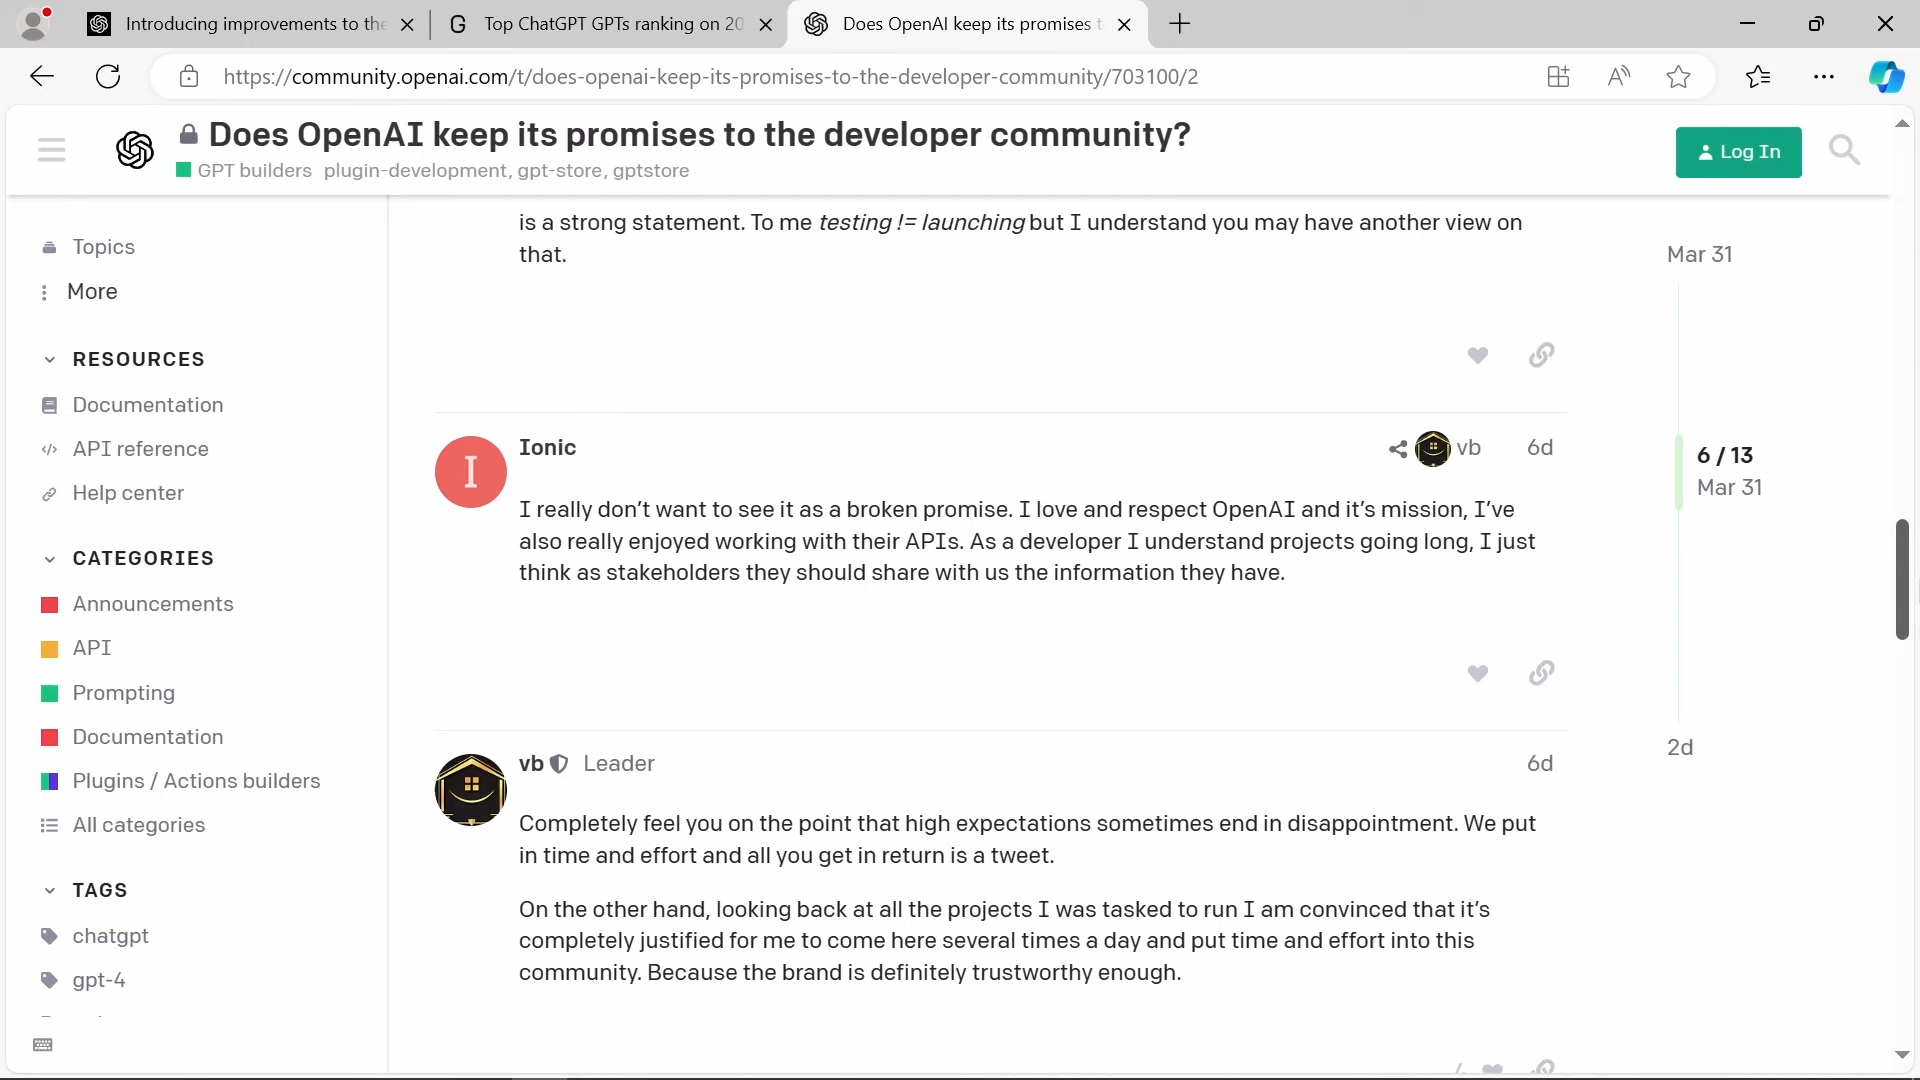 Introducing improvements to the
Top ChatGPT GPTs ranking on 20
Does OpenAI keep its promises t
https://community.openai.com/t/does-openai-keep-its-promises-to-the-developer-community/703100/2
Does OpenAI keep its promises to the developer community?
GPT builders plugin-development, gpt-store, gptstore
Log In
Topics
More
RESOURCES
Documentation
API reference
Help center
CATEGORIES
Announcements
API
Prompting
Documentation
Plugins / Actions builders
All categories
TAGS
chatgpt
gpt-4
is a strong statement. To me testing != launching but I understand you may have another view on
that.
I
Ionic
vb 6d
I really don’t want to see it as a broken promise. I love and respect OpenAI and it’s mission, I’ve
also really enjoyed working with their APIs. As a developer I understand projects going long, I just
think as stakeholders they should share with us the information they have.
vb Leader 6d
Completely feel you on the point that high expectations sometimes end in disappointment. We put
in time and effort and all you get in return is a tweet.
On the other hand, looking back at all the projects I was tasked to run I am convinced that it’s
completely justified for me to come here several times a day and put time and effort into this
community. Because the brand is definitely trustworthy enough.
Mar 31
6 / 13
Mar 31
2d